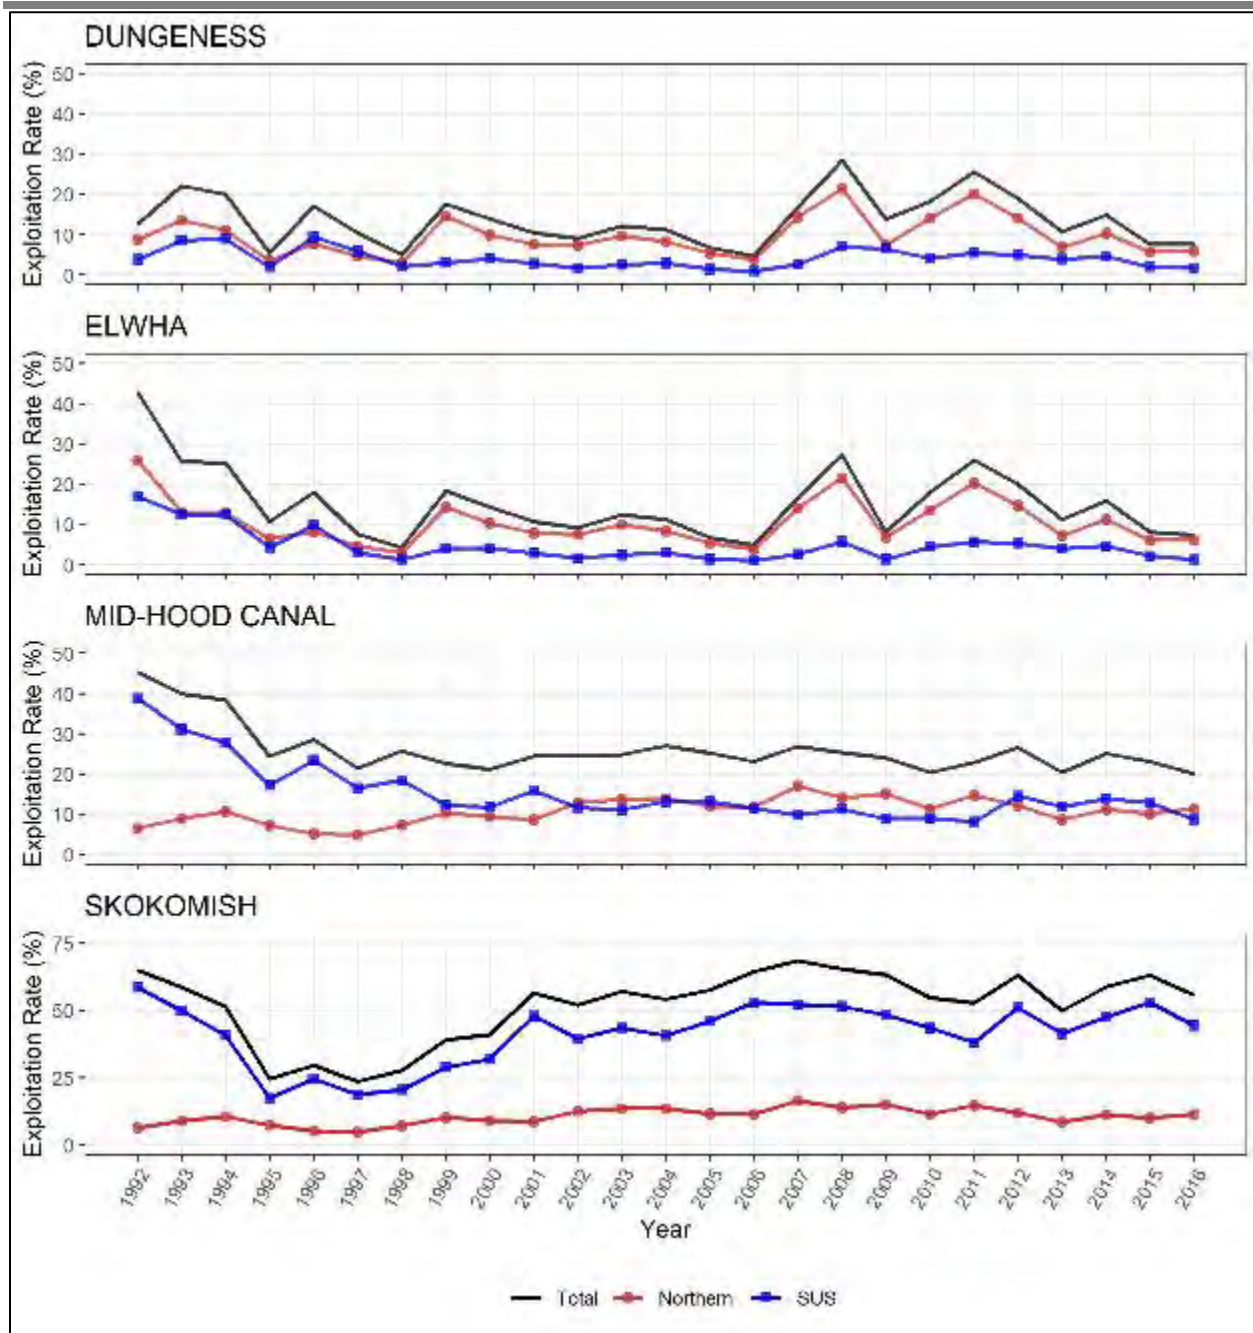 DUNGENESS
Exploitation Rate (%)
50
40
30
20
10
0
ELWHA
Exploitation Rate (%)
50
40
30
20
10
0
MID-HOOD CANAL
Exploitation Rate (%)
50
40
30
20
10
0
SKOKOMISH
Exploitation Rate (%)
75
50
25
0
1992 1993 1994 1995 1996 1997 1998 1999 2000 2001 2002 2003 2004 2005 2006 2007 2008 2009 2010 2011 2012 2013 2014 2015 2016
Year
Total Northern SUS